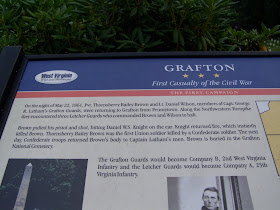 West Virginia
GRAFTON
First Casualty of the Civil War
THE FIRST CAMPAIGN
On the night of May 22, 1861, Pvt. Thornsberry Bailey Brown and Lt. Daniel Wilson, members of Capt. George
R. Latham's Grafton Guards, were returning to Grafton from Pruntytown. Along the Northwestern Turnpike
they encountered three Letcher Guards who commanded Brown and Wilson to halt.
Brown pulled his pistol and shot, hitting Daniel W.S. Knight on the ear. Knight returned fire, which instantly
killed Brown. Thornsberry Bailey Brown was the first Union soldier killed by a Confederate soldier. The next
day, Confederate troops returned Brown's body to Captain Latham's men. Brown is buried in the Grafton
National Cemetery.
The Grafton Guards would become Company B, 2nd West Virginia
Infantry and the Letcher Guards would become Company A, 25th
Virginia Infantry.